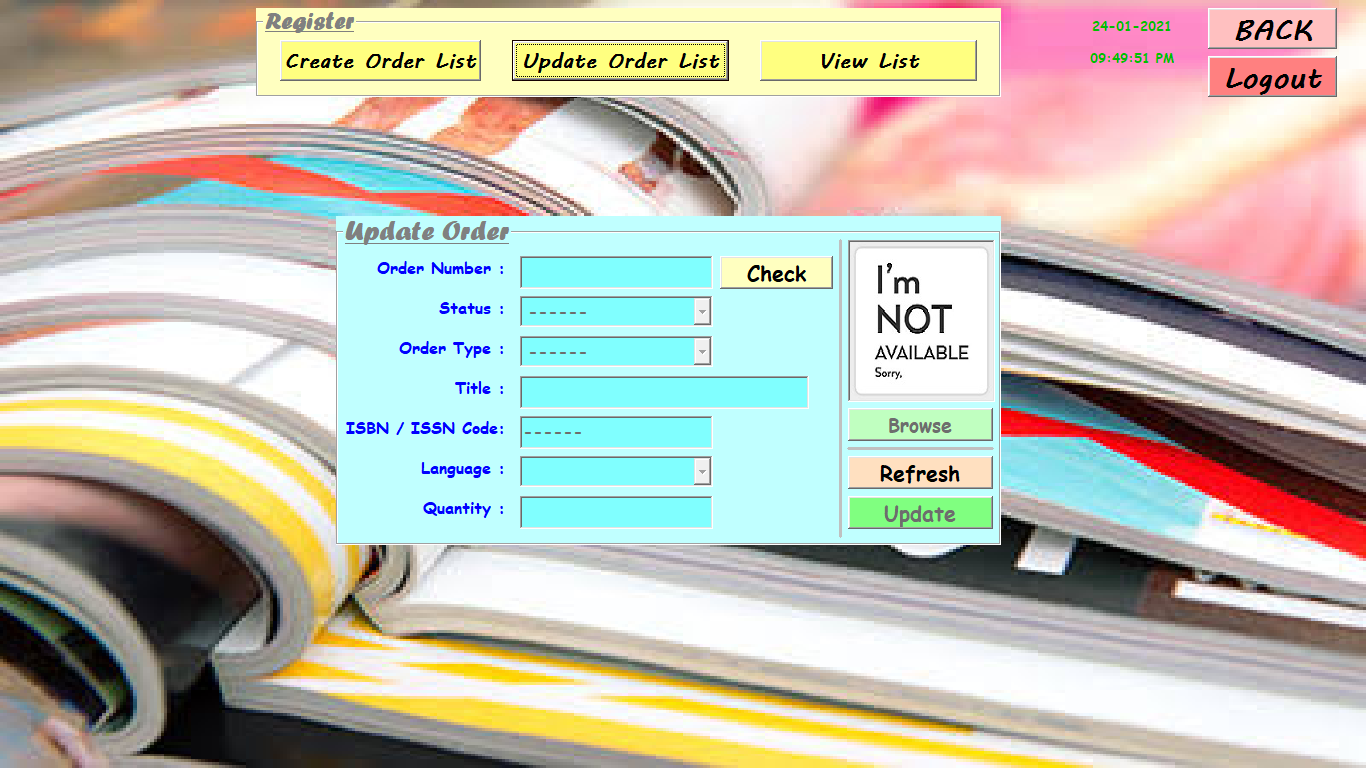 Register
Create Order List
Update Order List
View List
24-01-2021
09:49:51 PM
BACK
Logout
Update Order
Order Number :
Check
Status :
------
Order Type :
------
Title :
ISBN / ISSN Code:
------
Language :
Quantity :
I'm
NOT
AVAILABLE
Sorry,
Browse
Refresh
Update